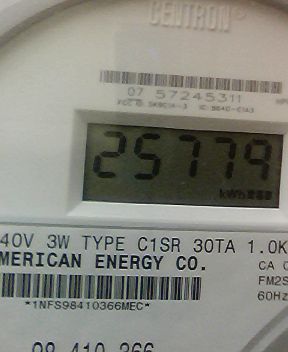 CENTRON®
07 57245311
25779
kWh
40V 3W TYPE C1SR 30TA 1.0K
MERICAN ENERGY CO.
CA 0
FM2S
60Hz
*1NFS98410366MEC*
98 410 366